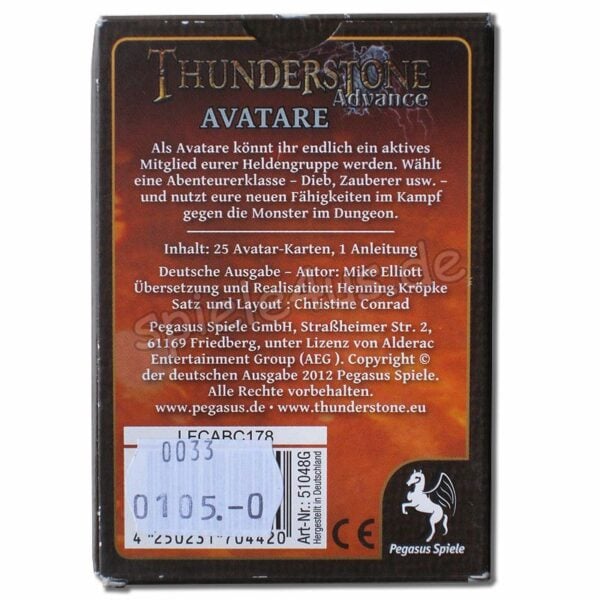 THUNDERSTONE
Advance
AVATARE
Als Avatare könnt ihr endlich ein aktives
Mitglied eurer Heldengruppe werden. Wählt
eine Abenteurerklasse – Dieb, Zauberer usw. –
und nutzt eure neuen Fähigkeiten im Kampf
gegen die Monster im Dungeon.
Inhalt: 25 Avatar-Karten, 1 Anleitung
Deutsche Ausgabe – Autor: Mike Elliott
Übersetzung und Realisation: Henning Kröpke
Satz und Layout : Christine Conrad
Pegasus Spiele GmbH, Straßheimer Str. 2,
61169 Friedberg, unter Lizenz von Alderac
Entertainment Group (AEG ). Copyright ©
der deutschen Ausgabe 2012 Pegasus Spiele.
Alle Rechte vorbehalten.
www.pegasus.de • www.thunderstone.eu
LFCABC178
0033
0105.-0
4 250231 704420
Art-Nr.: 51048G
Hergestellt in Deutschland
CE
Pegasus Spiele